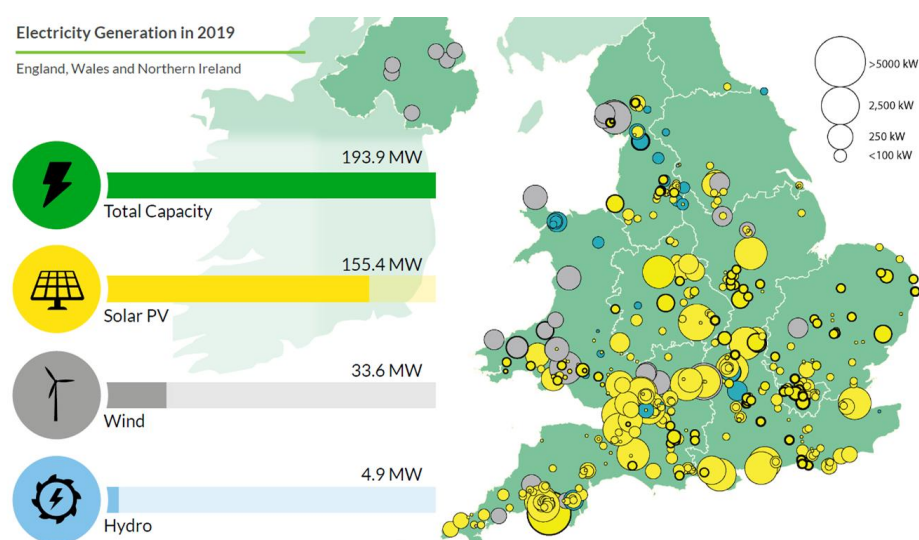 Electricity Generation in 2019
England, Wales and Northern Ireland
193.9 MW
Total Capacity
155.4 MW
Solar PV
33.6 MW
Wind
4.9 MW
Hydro
>5000 kW
2,500 kW
250 kW
<100 kW